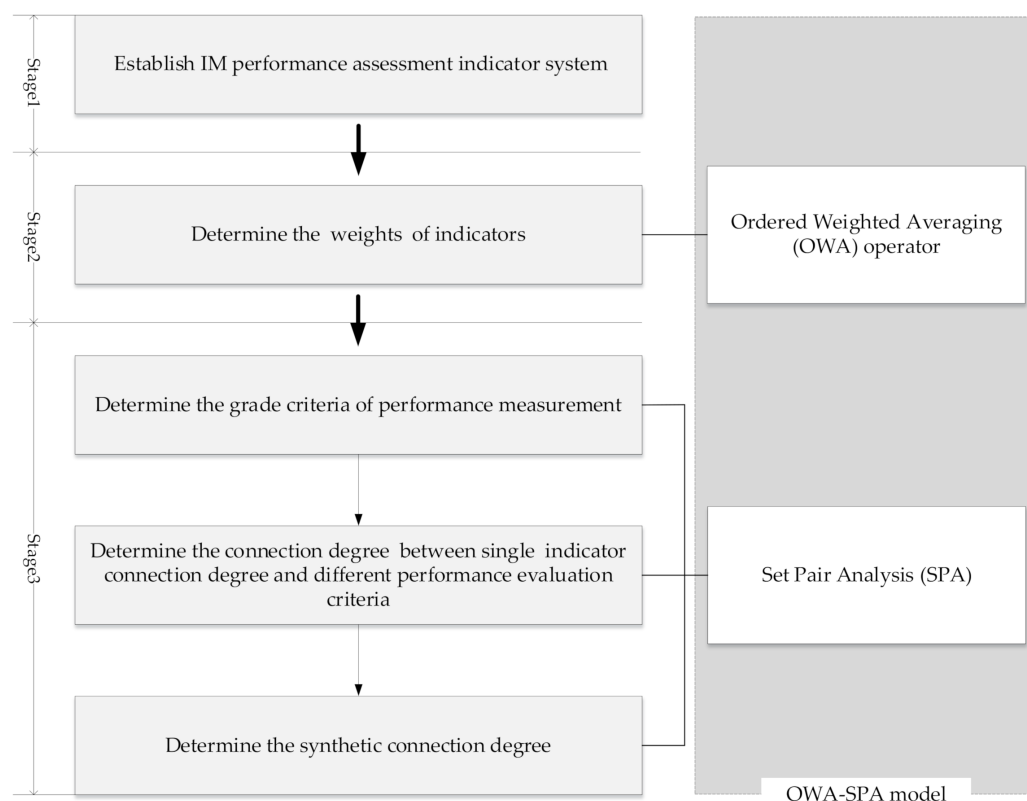 Stage1
Establish IM performance assessment indicator system
Stage2
Determine the weights of indicators
Ordered Weighted Averaging
(OWA) operator
Stage3
Determine the grade criteria of performance measurement
Determine the connection degree between single indicator
connection degree and different performance evaluation
criteria
Set Pair Analysis (SPA)
Determine the synthetic connection degree
OWA-SPA model